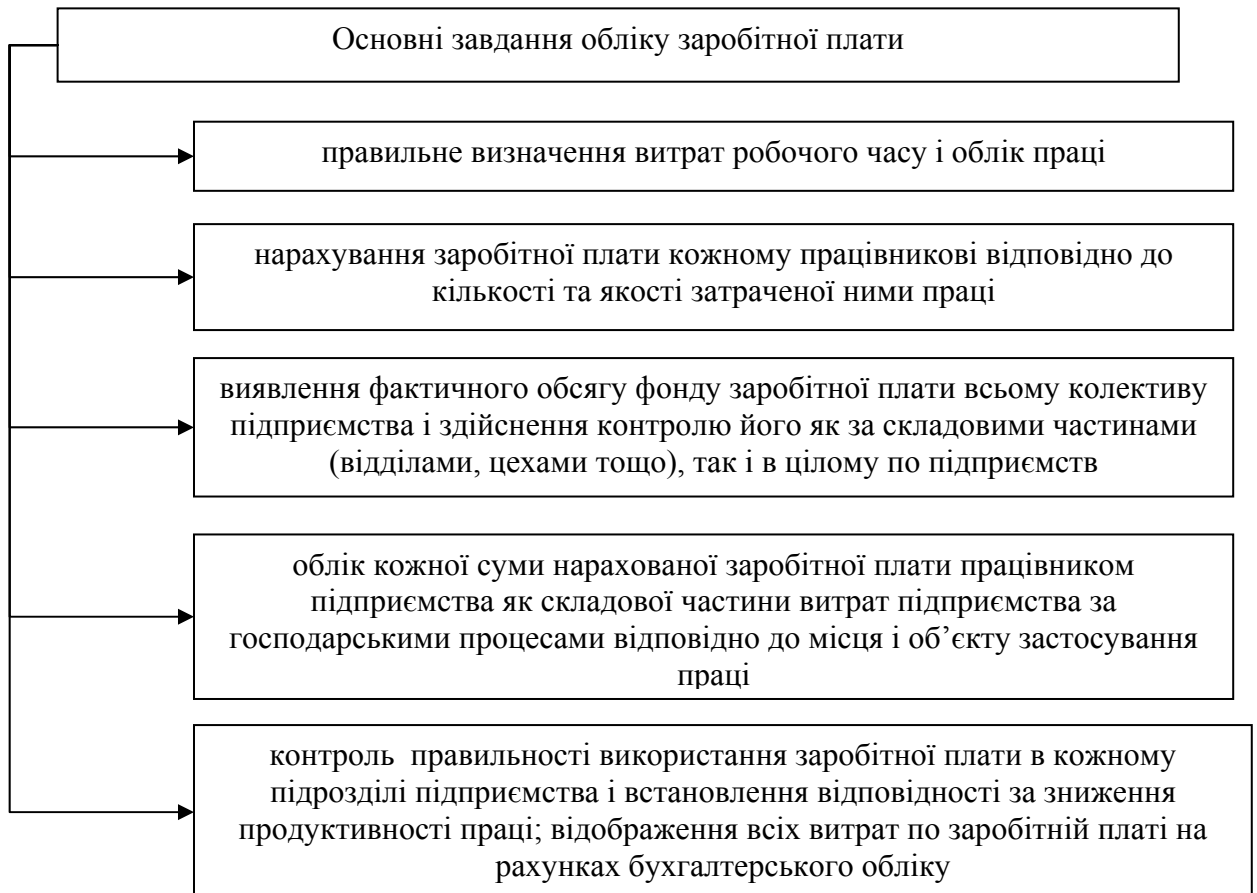 Основні завдання обліку заробітної плати
правильне визначення витрат робочого часу і облік праці
нарахування заробітної плати кожному працівникові відповідно до
кількості та якості затраченої ними праці
виявлення фактичного обсягу фонду заробітної плати всьому колективу
підприємства і здійснення контролю його як за складовими частинами
(відділами, цехами тощо), так і в цілому по підприємств
облік кожної суми нарахованої заробітної плати працівником
підприємства як складової частини витрат підприємства за
господарськими процесами відповідно до місця і об’єкту застосування
праці
контроль правильності використання заробітної плати в кожному
підрозділі підприємства і встановлення відповідності за зниження
продуктивності праці; відображення всіх витрат по заробітній платі на
рахунках бухгалтерського обліку